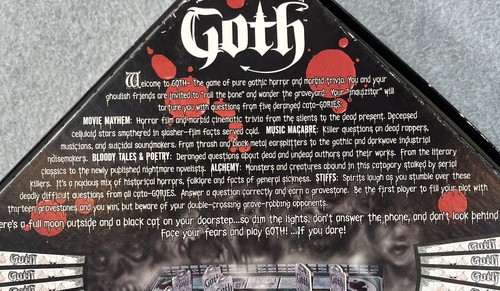 Goth™
Welcome to GOTH- The game of pure gothic horror and morbid trivia. You and your
ghoulish friends are invited to "roll the bone" and wander the graveyard. Your "inquizitor" will
torture you with questions from five deranged cata-GORIES:
MOVIE MAYHEM: Horror film and morbid cinematic trivia from the silents to the dead present. Deceased
celluloid stars smothered in slasher-film facts served cold. MUSIC MACABRE: Killer questions on dead rappers,
musicians, and suicidal soundmakers. From thrash and black metal earsplitters to the gothic and darkwave industrial
noisemakers. BLOODY TALES & POETRY: Deranged questions about dead and undead authors and their works. From the literary
classics to the newly published nightmare novelists. ALCHEMY: Monsters and creatures abound in this category stalked by serial
killers. It's a noxious mix of historical horrors, folklore and facts of general sickness. STIFFS: Spirits laugh as you stumble over these
deadly difficult questions from all cata-GORIES. Answer a question correctly and earn a gravestone. Be the first player to fill your plot with
thirteen gravestones and you win; but beware of your double-crossing grave-robbing opponents.
ere's a full moon outside and a black cat on your doorstep...so dim the lights, don't answer the phone, and don't look behind
Face your fears and play GOTH! ...If you dare!
Goth
Goth
Goth
Goth
Goth
Goth